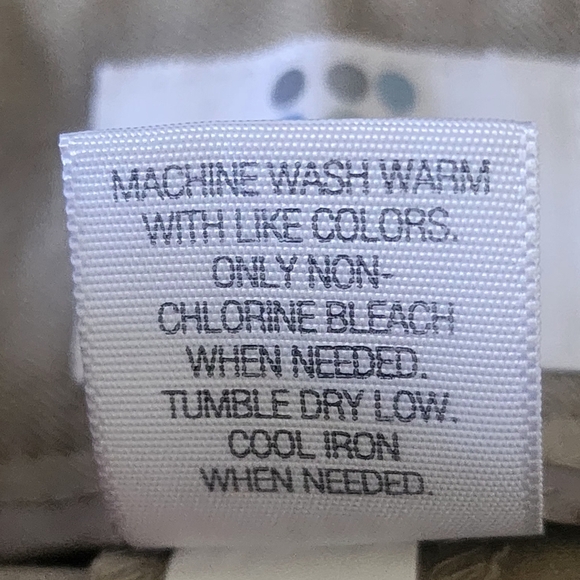 MACHINE WASH WARM
WITH LIKE COLORS.
ONLY NON-
CHLORINE BLEACH
WHEN NEEDED.
TUMBLE DRY LOW.
COOL IRON
WHEN NEEDED.